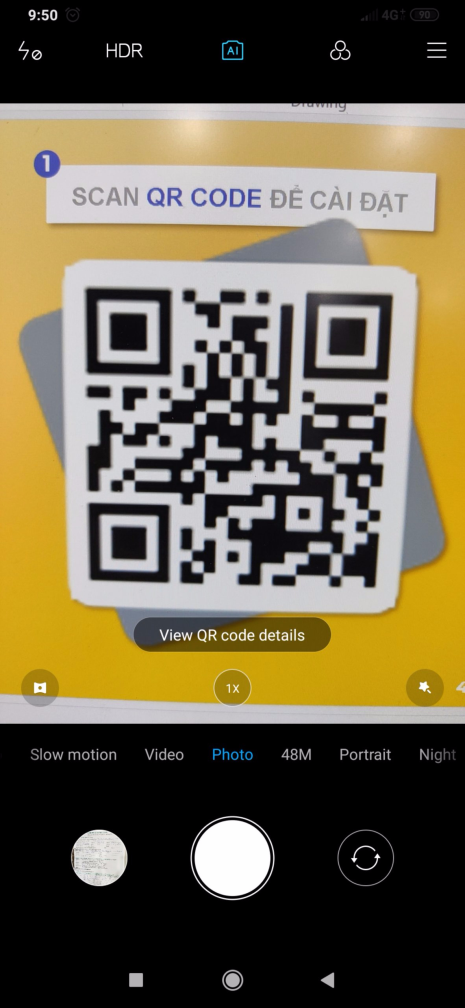 9:50
4G+ 90
HDR AI
Drawing
1
SCAN QR CODE ĐỂ CÀI ĐẶT
View QR code details
1X
Slow motion Video Photo 48M Portrait Night